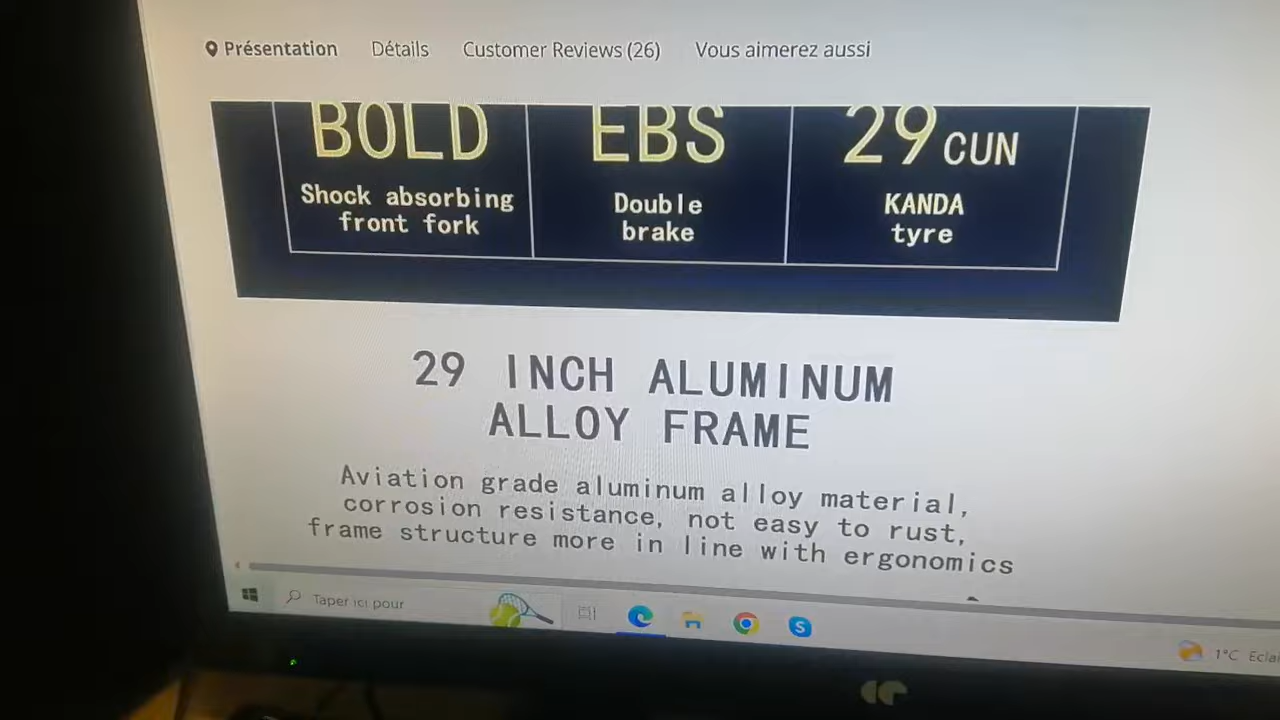 Présentation Détails Customer Reviews (26) Vous aimerez aussi
BOLD EBS 29 CUN
Shock absorbing
front fork
Double
brake
KANDA
tyre
29 INCH ALUMINUM
ALLOY FRAME
Aviation grade aluminum alloy material,
corrosion resistance, not easy to rust,
frame structure more in line with ergonomics
Taper ici pour
1°C Eclai